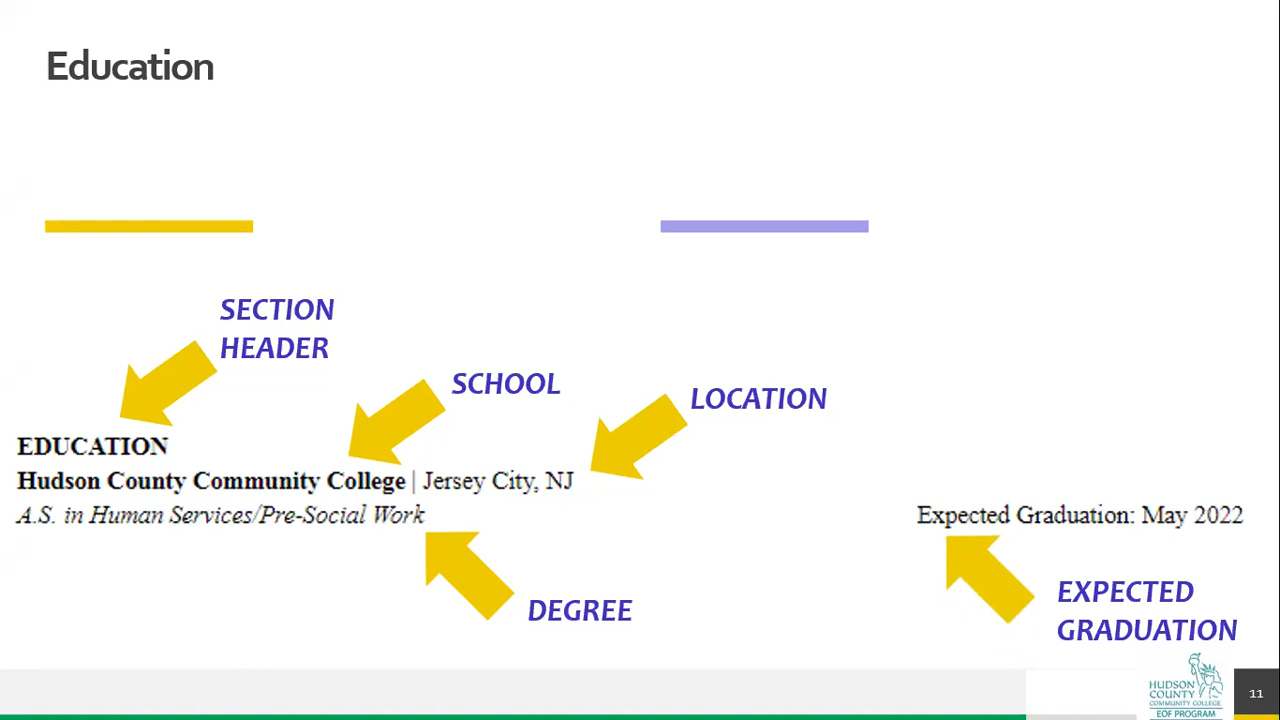 Education
SECTION
HEADER
SCHOOL
LOCATION
EDUCATION
Hudson County Community College | Jersey City, NJ
A.S. in Human Services/Pre-Social Work
Expected Graduation: May 2022
DEGREE
EXPECTED
GRADUATION
HUDSON
COUNTY
COMMUNITY COLLEGE
EOF PROGRAM
11